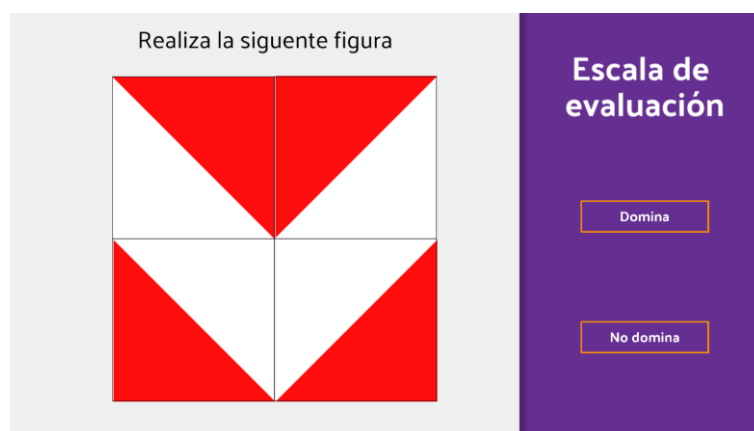 Realiza la siguente figura
Escala de
evaluación
Domina
No domina